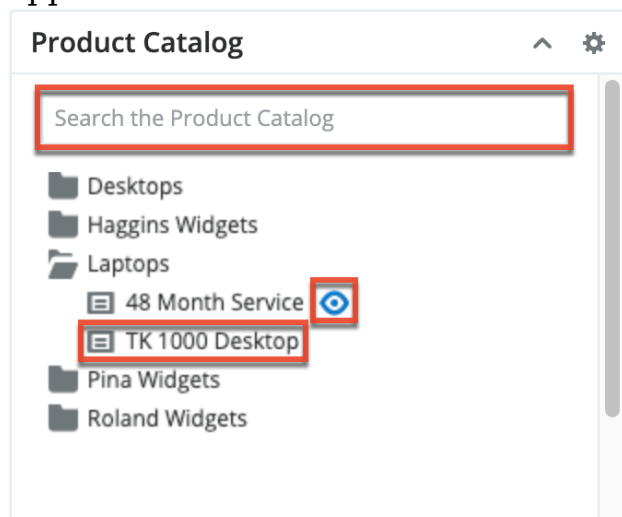 Product Catalog
Search the Product Catalog
Desktops
Haggins Widgets
Laptops
48 Month Service
TK 1000 Desktop
Pina Widgets
Roland Widgets